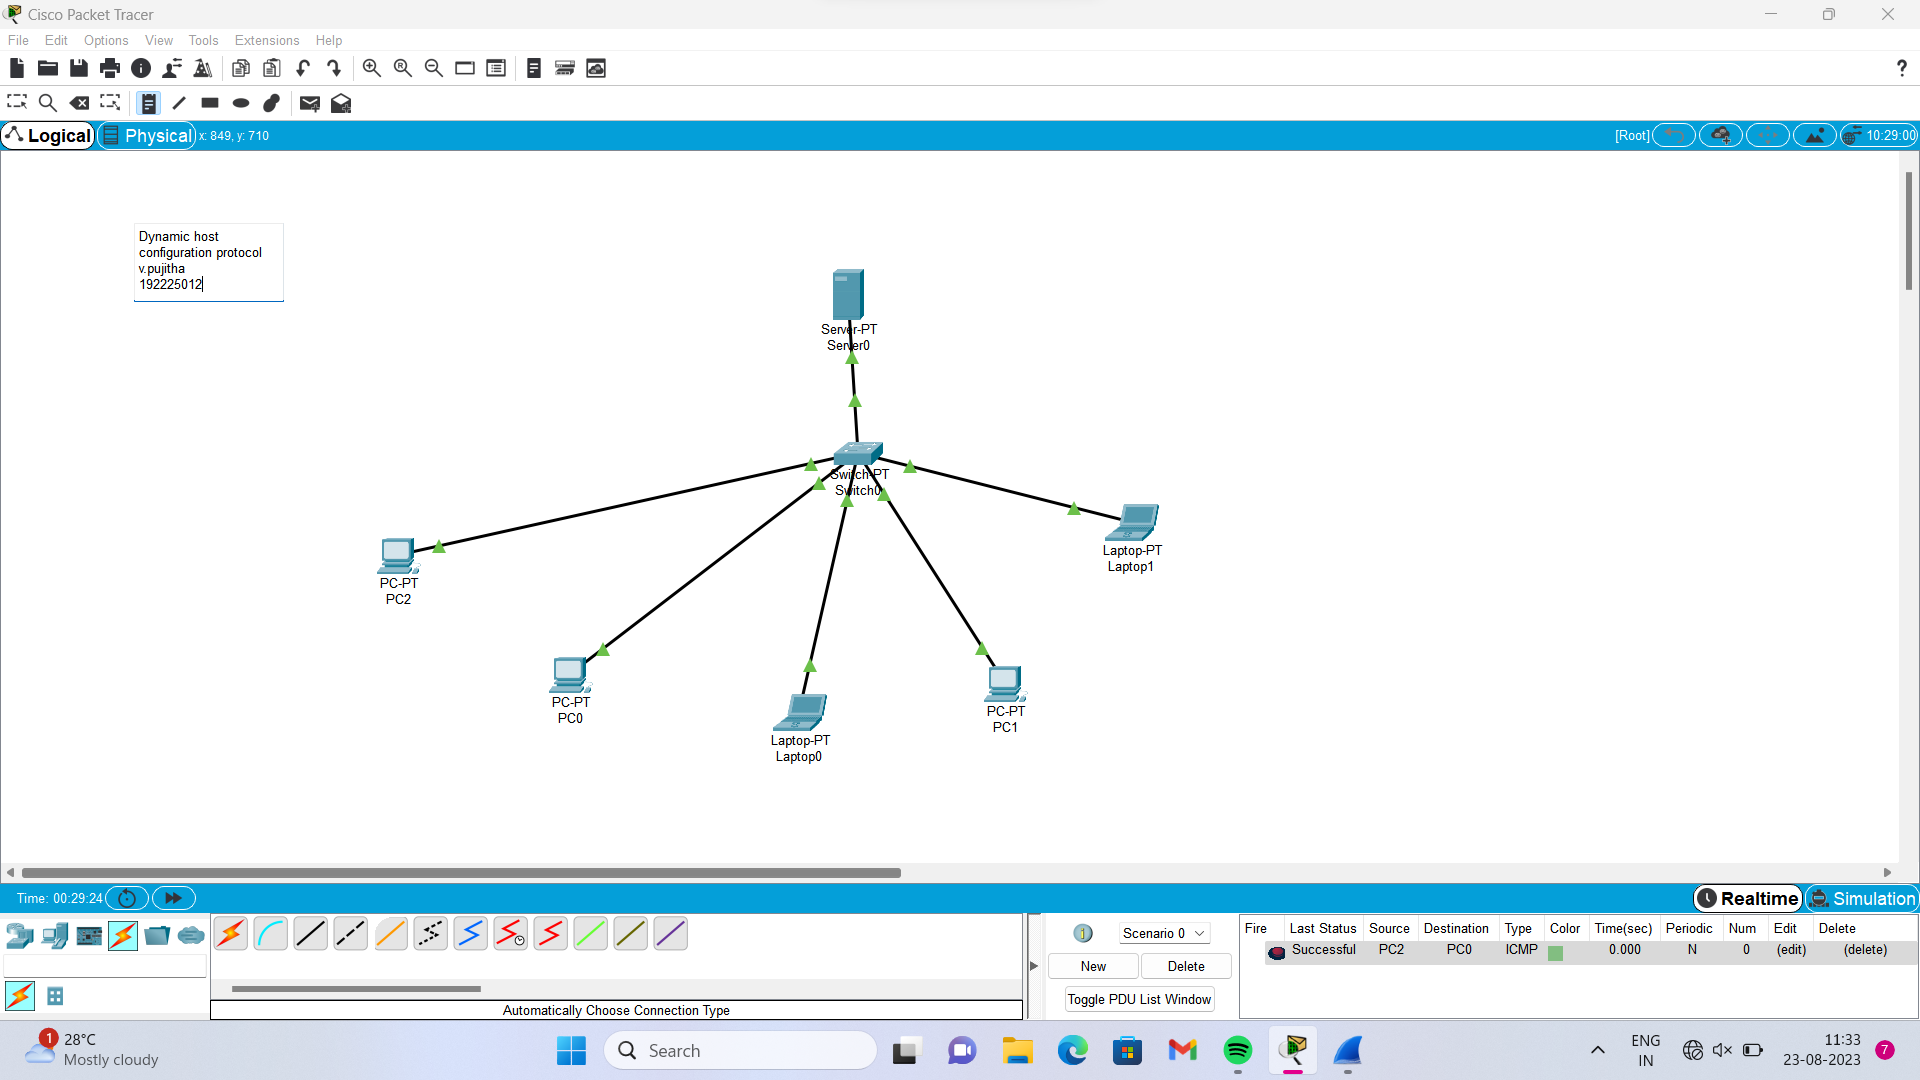 Cisco Packet Tracer
File Edit Options View Tools Extensions Help
?
Logical Physical x: 849, y: 710 [Root] 10:29:00
Dynamic host
configuration protocol
v.pujitha
192225012
Server-PT
Server0
Switch-PT
Switch0
Laptop-PT
Laptop1
PC-PT
PC2
PC-PT
PC0
Laptop-PT
Laptop0
PC-PT
PC1
Time: 00:29:24 Realtime Simulation
Scenario 0
New Delete
Toggle PDU List Window
Fire Last Status Source Destination Type Color Time(sec) Periodic Num Edit Delete
Successful PC2 PC0 ICMP 0.000 N 0 (edit) (delete)
Automatically Choose Connection Type
1
28°C
Mostly cloudy
Search
ENG
IN
11:33
23-08-2023
7